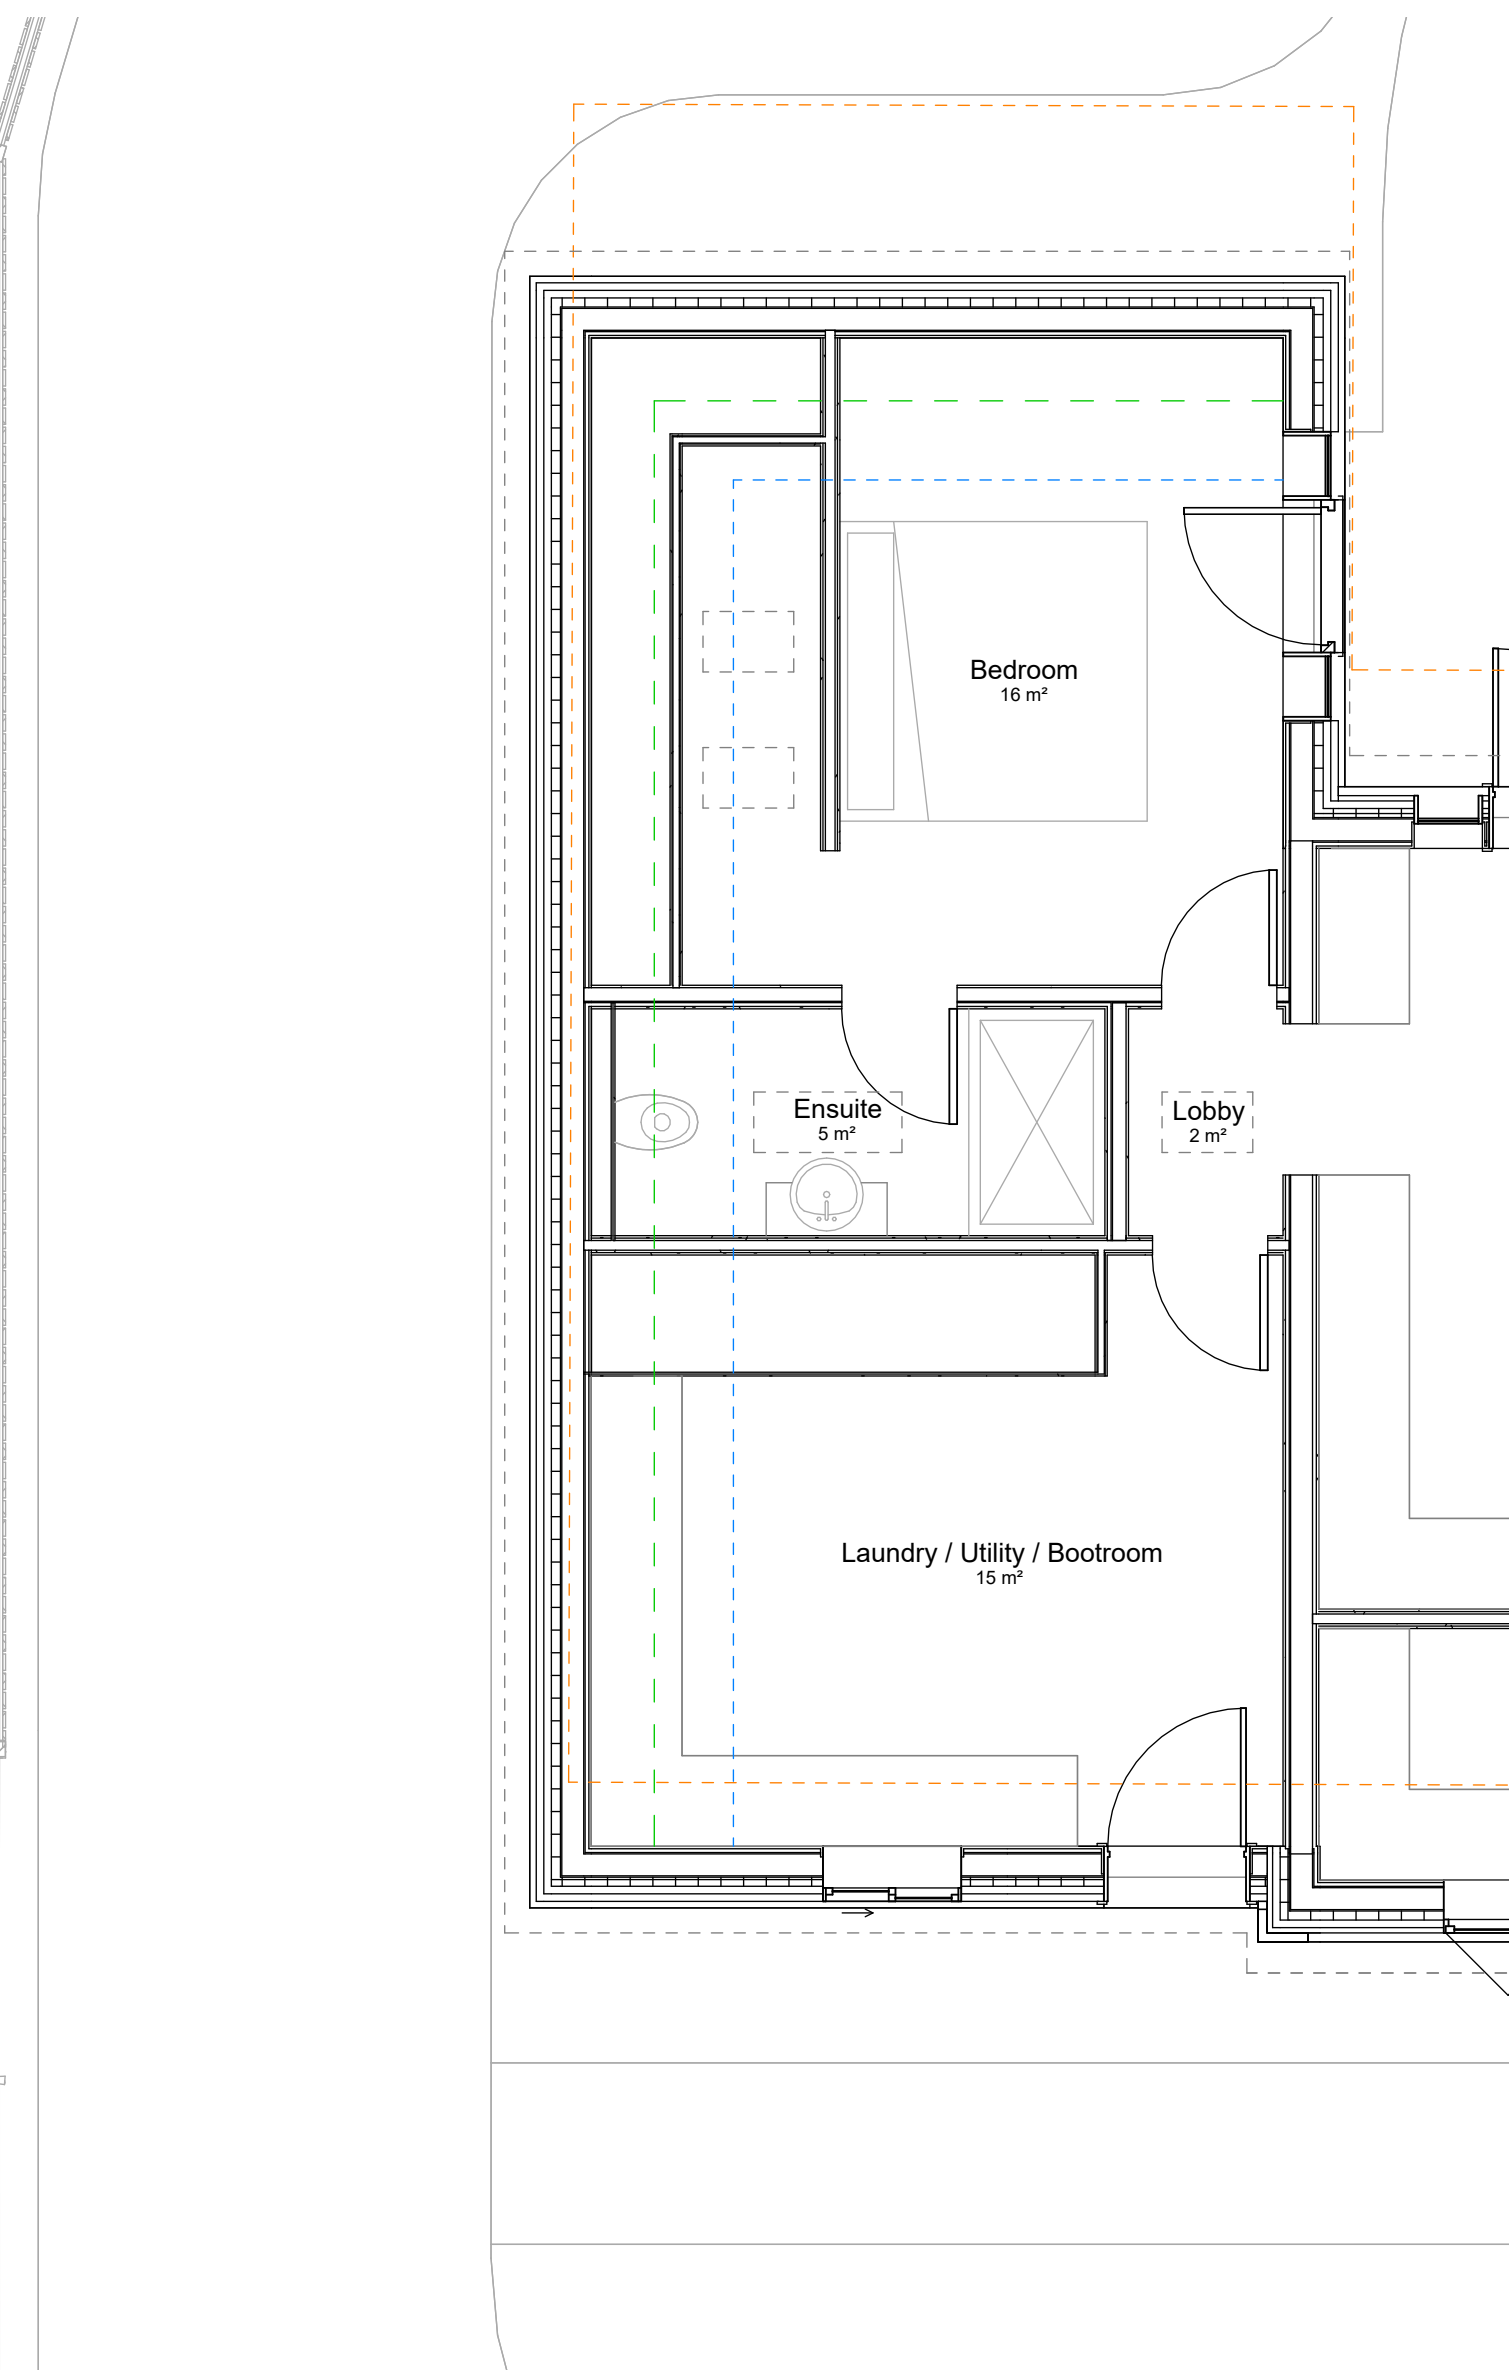 Bedroom
16 m²
Ensuite
5 m²
Lobby
2 m²
Laundry / Utility / Bootroom
15 m²